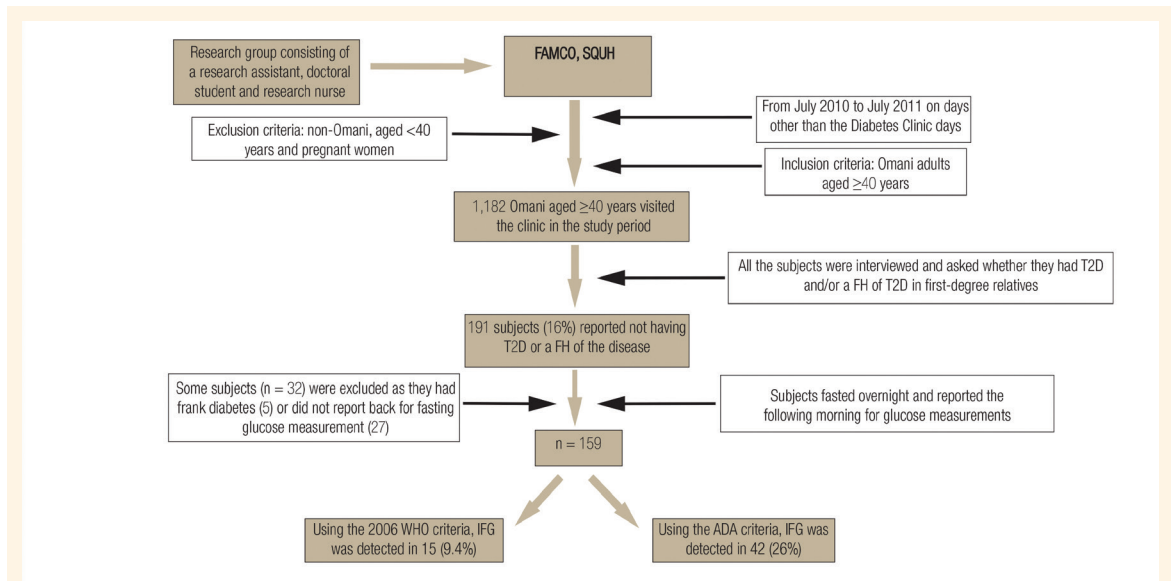 Research group consisting of
a research assistant, doctoral
student and research nurse
FAMCO, SQUH
From July 2010 to July 2011 on days
other than the Diabetes Clinic days
Exclusion criteria: non-Omani, aged <40
years and pregnant women
Inclusion criteria: Omani adults
aged ≥40 years
1,182 Omani aged ≥40 years visited
the clinic in the study period
All the subjects were interviewed and asked whether they had T2D
and/or a FH of T2D in first-degree relatives
191 subjects (16%) reported not having
T2D or a FH of the disease
Some subjects (n = 32) were excluded as they had
frank diabetes (5) or did not report back for fasting
glucose measurement (27)
Subjects fasted overnight and reported the
following morning for glucose measurements
n = 159
Using the 2006 WHO criteria, IFG
was detected in 15 (9.4%)
Using the ADA criteria, IFG was
detected in 42 (26%)